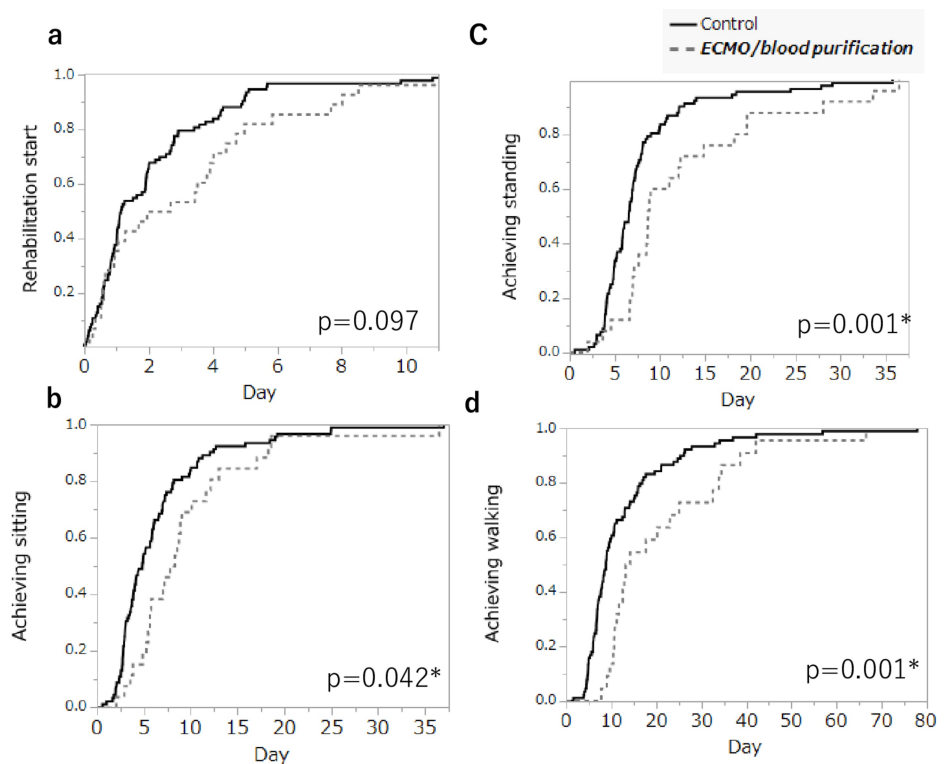 a
C
Control
ECMO/blood purification
Rehabilitation start
1.0
0.8
0.6
0.4
0.2
p=0.097
0 2 4 6 8 10
Day
Achieving standing
1.0
0.8
0.6
0.4
0.2
0.0
p=0.001*
0 5 10 15 20 25 30 35
Day
b
Achieving sitting
1.0
0.8
0.6
0.4
0.2
0.0
p=0.042*
0 5 10 15 20 25 30 35
Day
d
Achieving walking
1.0
0.8
0.6
0.4
0.2
0.0
p=0.001*
0 10 20 30 40 50 60 70 80
Day